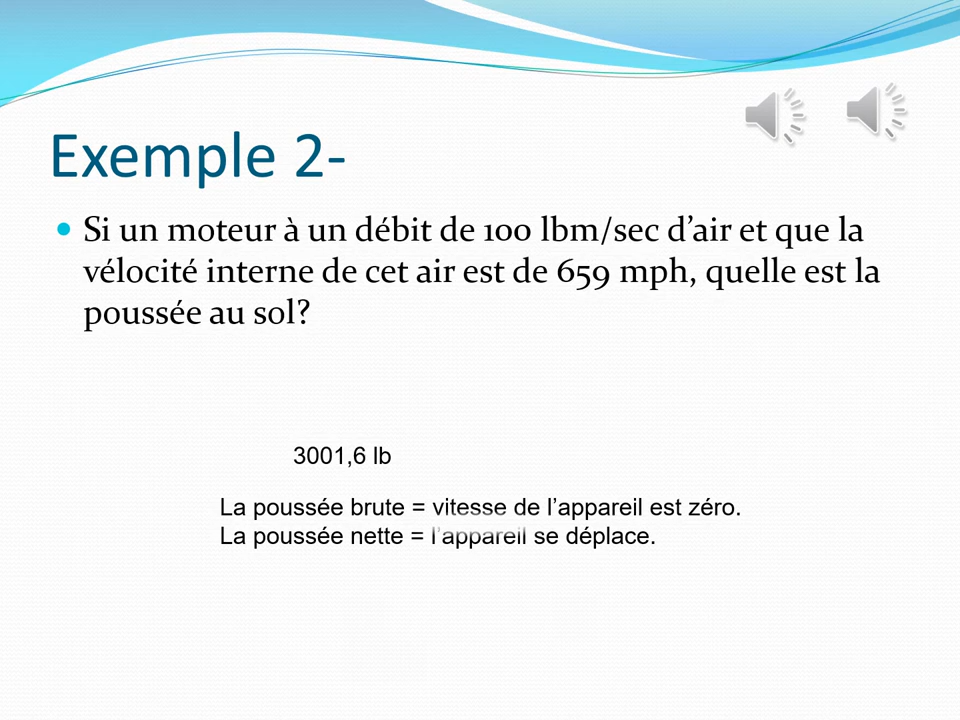 Exemple 2-
• Si un moteur à un débit de 100 lbm/sec d’air et que la
vélocité interne de cet air est de 659 mph, quelle est la
poussée au sol?
3001,6 lb
La poussée brute = vitesse de l’appareil est zéro.
La poussée nette = l’appareil se déplace.